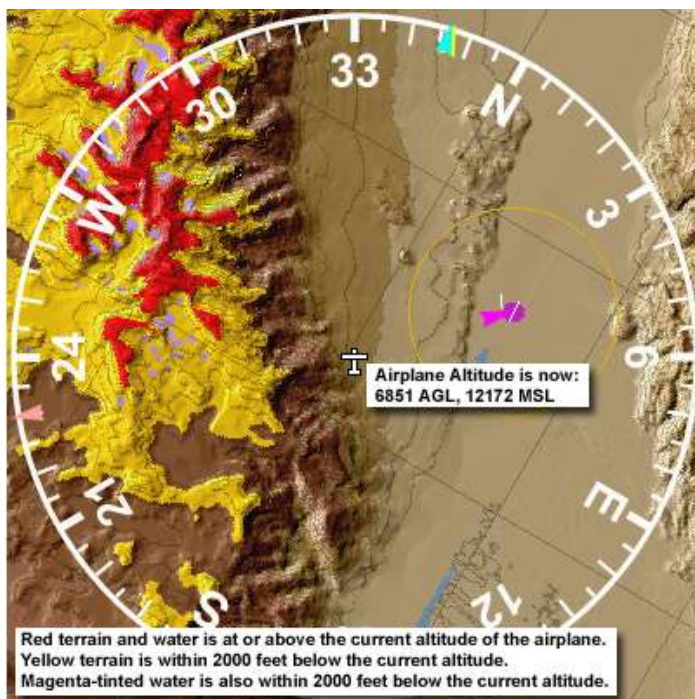 33
30
N
W
3
24
6
Airplane Altitude is now:
6851 AGL, 12172 MSL
21
E
S
12
Red terrain and water is at or above the current altitude of the airplane.
Yellow terrain is within 2000 feet below the current altitude.
Magenta-tinted water is also within 2000 feet below the current altitude.